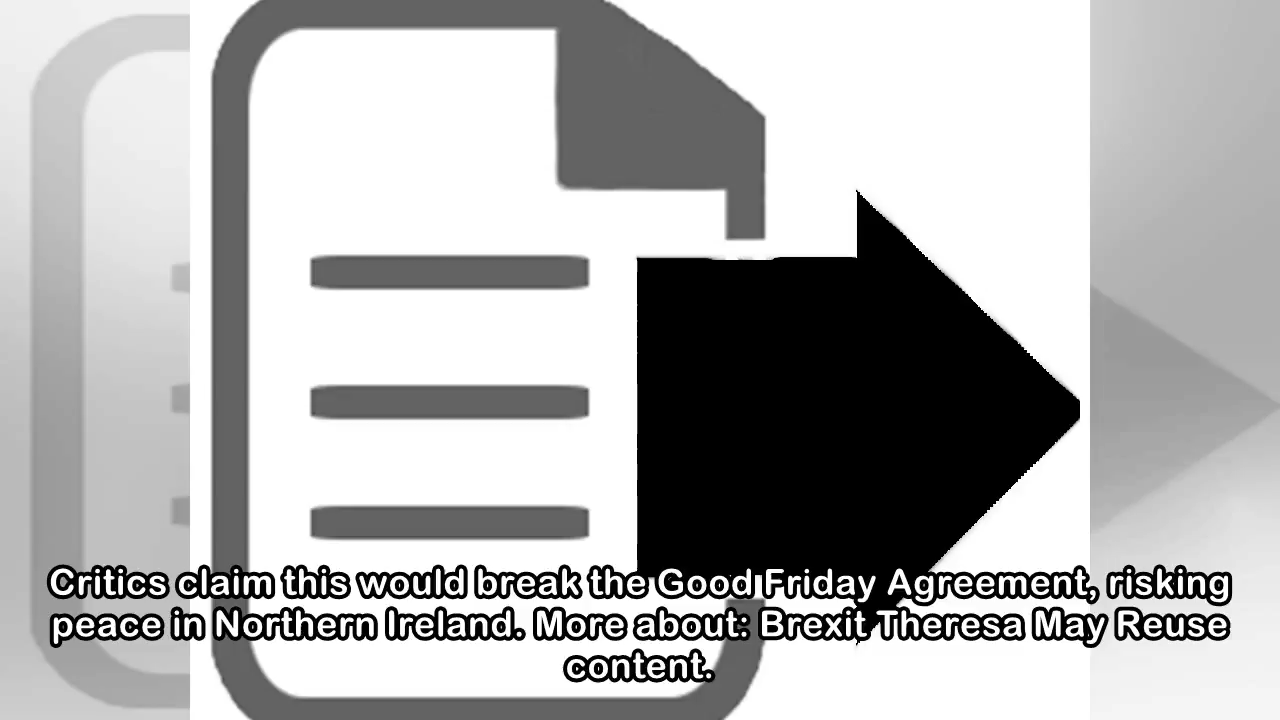 Critics claim this would break the Good Friday Agreement, risking
peace in Northern Ireland. More about: Brexit Theresa May Reuse
content.